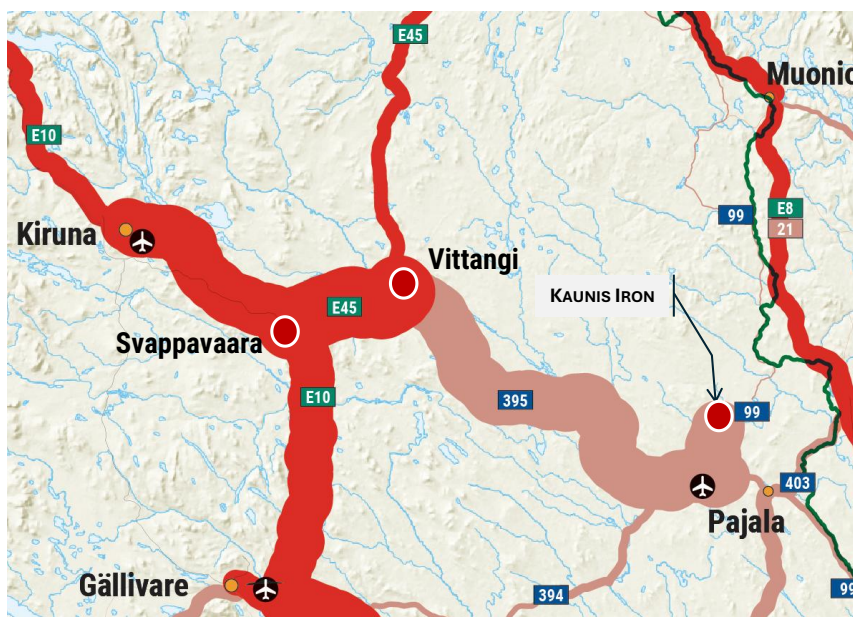 E45
Muonio
E10
99
E8
21
Kiruna
Vittangi
KAUNIS IRON
E45
Svappavaara
E10
395
99
403
Pajala
Gällivare
394
99